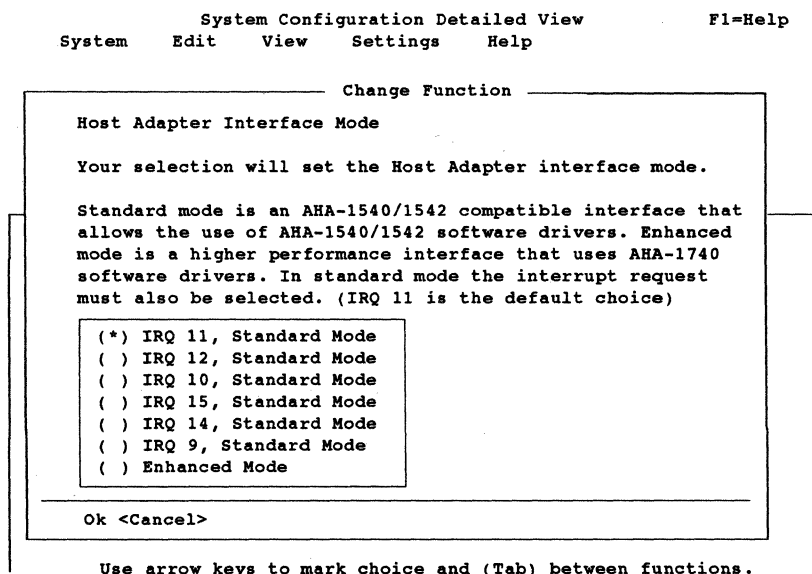 System Configuration Detailed View F1=Help
System Edit View Settings Help
Change Function
Host Adapter Interface Mode
Your selection will set the Host Adapter interface mode.
Standard mode is an AHA-1540/1542 compatible interface that
allows the use of AHA-1540/1542 software drivers. Enhanced
mode is a higher performance interface that uses AHA-1740
software drivers. In standard mode the interrupt request
must also be selected. (IRQ 11 is the default choice)
(*) IRQ 11, Standard Mode
( ) IRQ 12, Standard Mode
( ) IRQ 10, Standard Mode
( ) IRQ 15, Standard Mode
( ) IRQ 14, Standard Mode
( ) IRQ 9, Standard Mode
( ) Enhanced Mode
Ok <Cancel>
Use arrow keys to mark choice and (Tab) between functions.